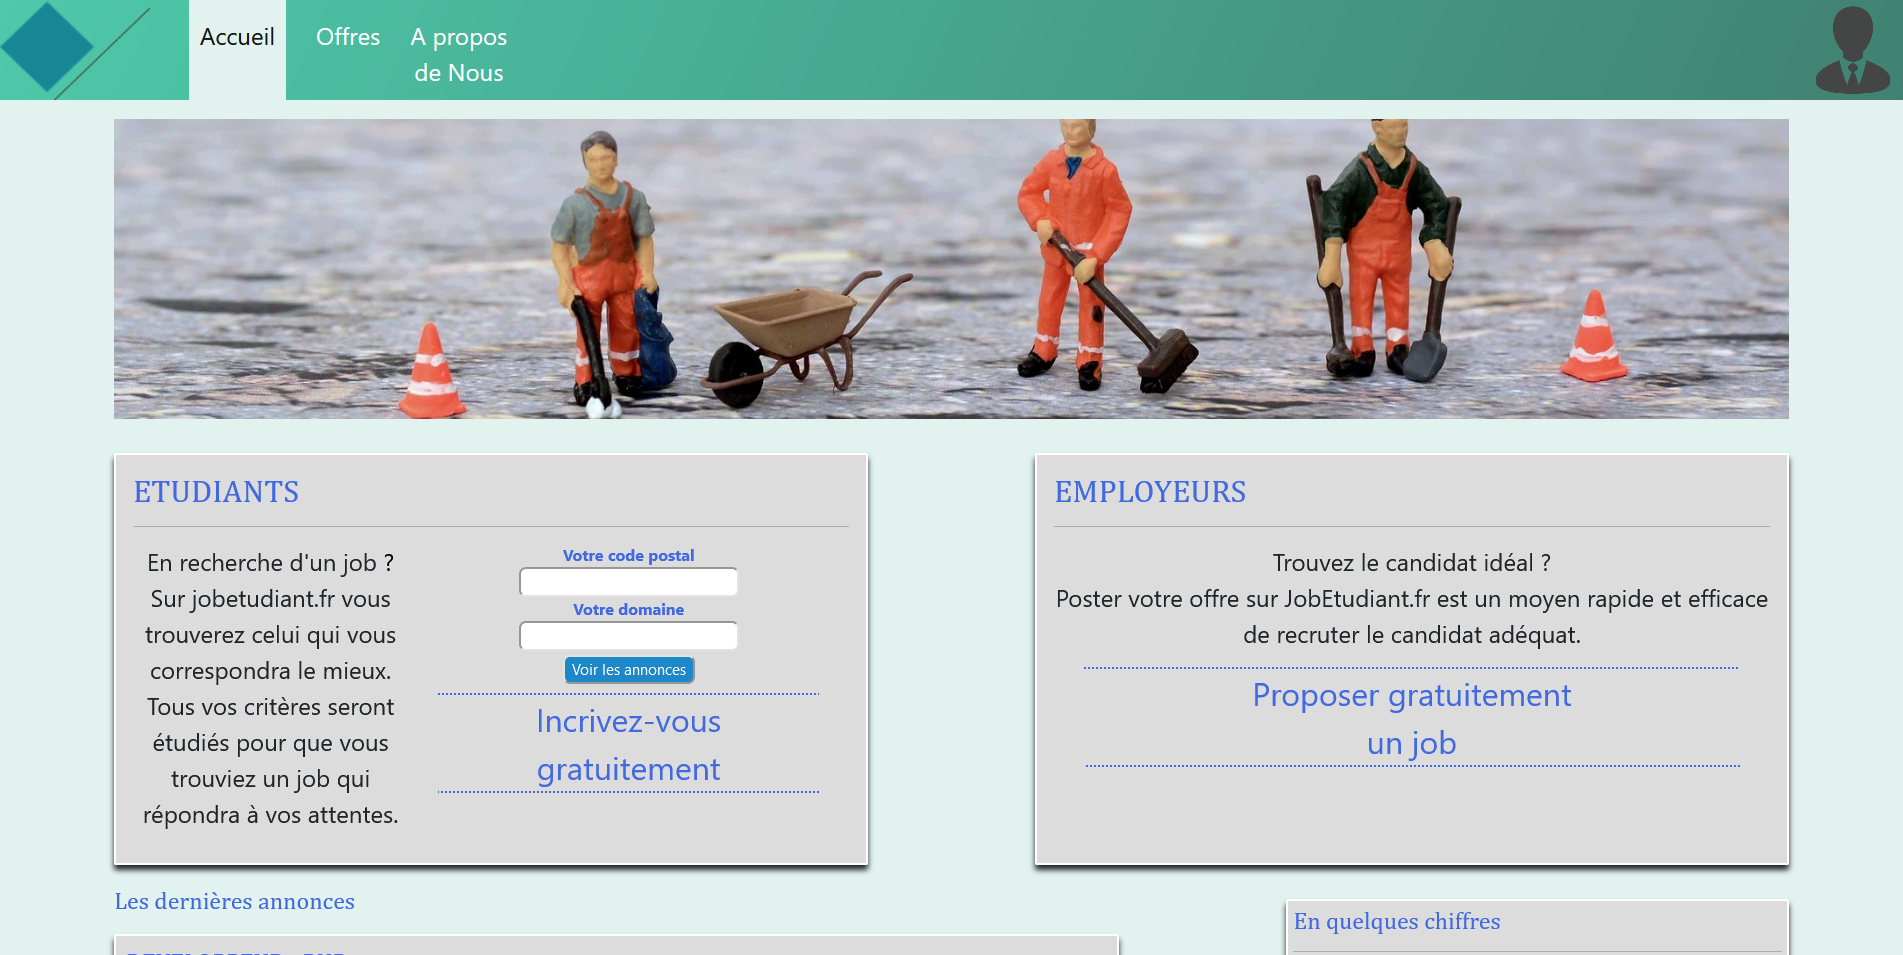 Accueil
Offres
A propos
de Nous
ETUDIANTS
En recherche d'un job ?
Sur jobetudiant.fr vous
trouverez celui qui vous
correspondra le mieux.
Tous vos critères seront
étudiés pour que vous
trouviez un job qui
répondra à vos attentes.
Votre code postal
Votre domaine
Voir les annonces
Incrivez-vous
gratuitement
EMPLOYEURS
Trouvez le candidat idéal ?
Poster votre offre sur JobEtudiant.fr est un moyen rapide et efficace
de recruter le candidat adéquat.
Proposer gratuitement
un job
Les dernières annonces
En quelques chiffres